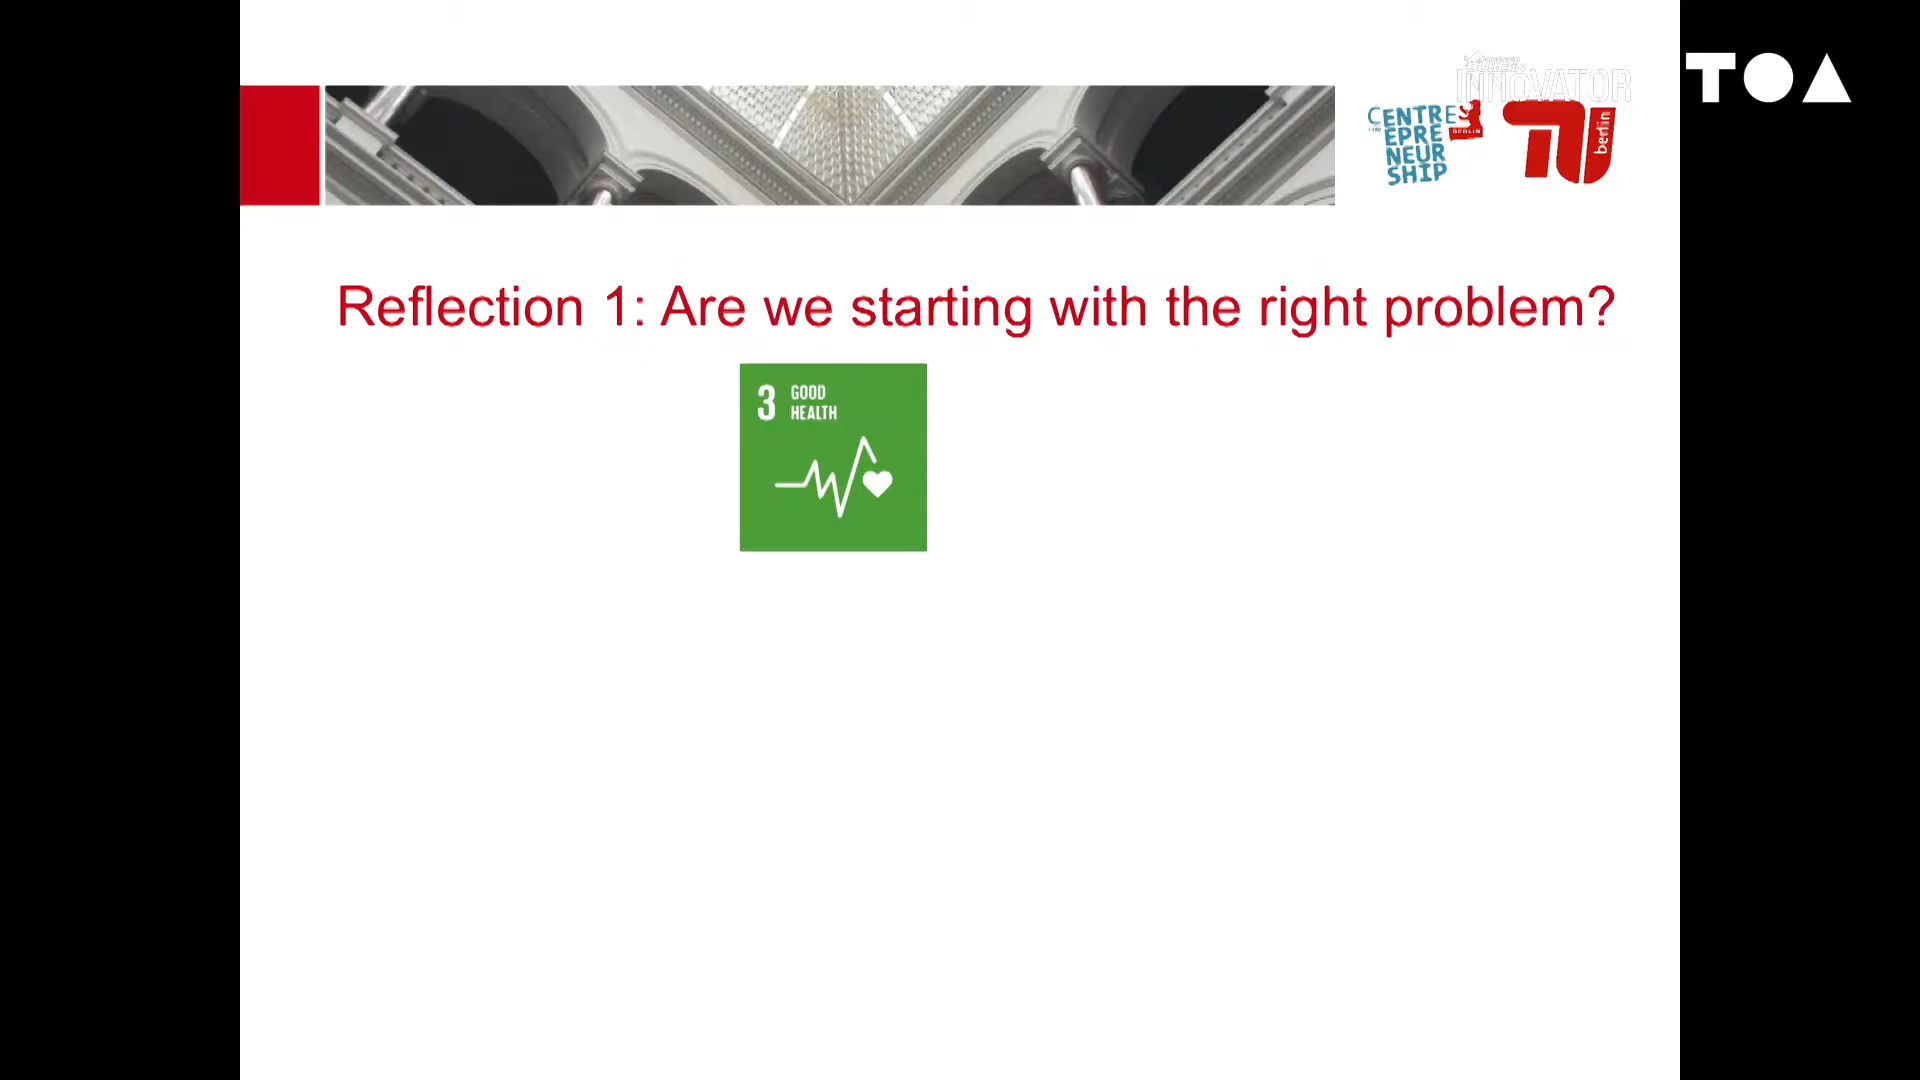 INNOVATOR
TOA
CENTRE
EPRE
NEUR
SHIP
BERLIN
berlin
Reflection 1: Are we starting with the right problem?
3 GOOD
HEALTH